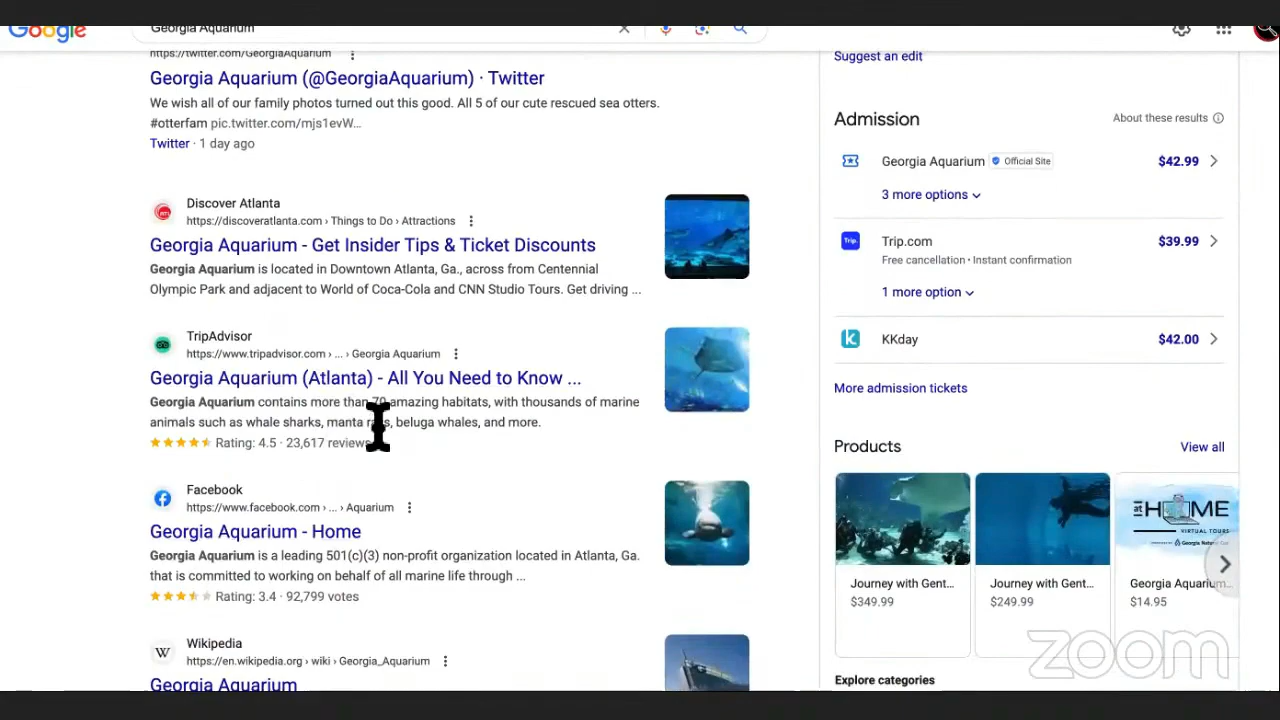 Google
Georgia Aquarium
https://twitter.com/GeorgiaAquarium
Georgia Aquarium (@GeorgiaAquarium) · Twitter
We wish all of our family photos turned out this good. All 5 of our cute rescued sea otters.
#otterfam pic.twitter.com/mjs1evW...
Twitter · 1 day ago
Discover Atlanta
https://discoveratlanta.com › Things to Do › Attractions
Georgia Aquarium - Get Insider Tips & Ticket Discounts
Georgia Aquarium is located in Downtown Atlanta, Ga., across from Centennial
Olympic Park and adjacent to World of Coca-Cola and CNN Studio Tours. Get driving ...
TripAdvisor
https://www.tripadvisor.com › ... › Georgia Aquarium
Georgia Aquarium (Atlanta) - All You Need to Know ...
Georgia Aquarium contains more than 70 amazing habitats, with thousands of marine
animals such as whale sharks, manta rays, beluga whales, and more.
Rating: 4.5 · 23,617 reviews
Facebook
https://www.facebook.com › ... › Aquarium
Georgia Aquarium - Home
Georgia Aquarium is a leading 501(c)(3) non-profit organization located in Atlanta, Ga.
that is committed to working on behalf of all marine life through ...
Rating: 3.4 · 92,799 votes
W
Wikipedia
https://en.wikipedia.org › wiki › Georgia_Aquarium
Georgia Aquarium
Suggest an edit
Admission
About these results
Georgia Aquarium Official Site $42.99
3 more options
Trip.
Trip.com $39.99
Free cancellation · Instant confirmation
1 more option
KKday $42.00
More admission tickets
Products View all
at HOME
VIRTUAL TOURS
Journey with Gent... Journey with Gent... Georgia Aquarium...
$349.99 $249.99 $14.95
zoom
Explore categories